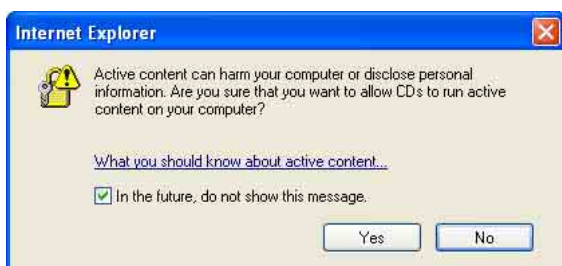 Internet Explorer
Active content can harm your computer or disclose personal
information. Are you sure that you want to allow CDs to run active
content on your computer?
What you should know about active content...
In the future, do not show this message.
Yes
No